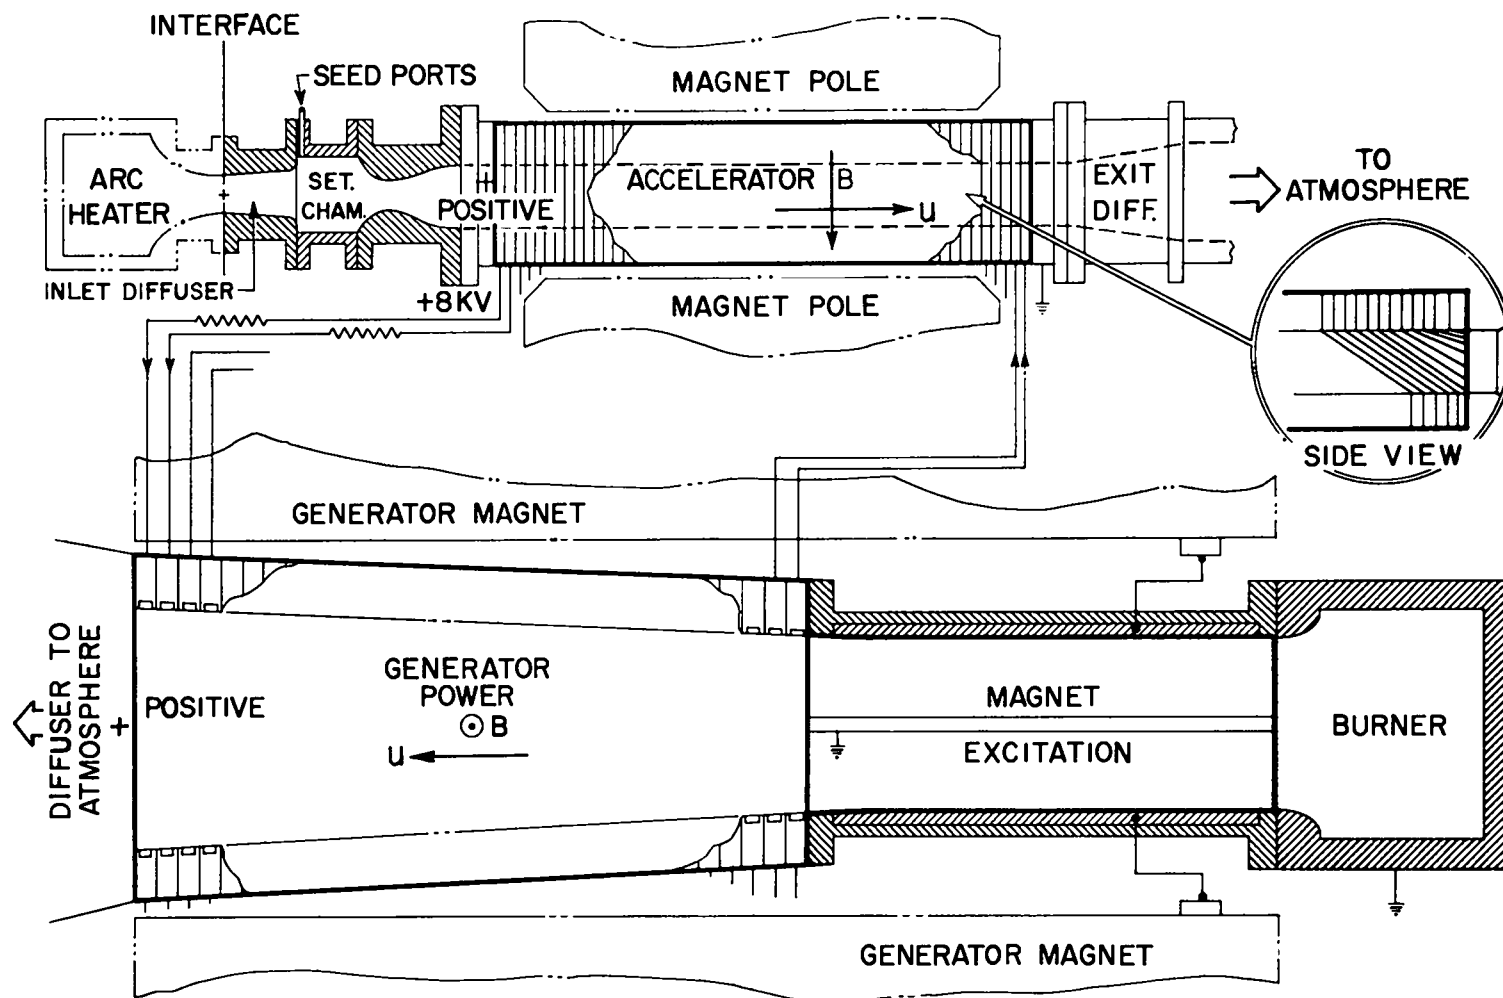 INTERFACE
SEED PORTS
MAGNET POLE
ARC
HEATER
SET.
CHAM.
+
POSITIVE
ACCELERATOR
B
u
EXIT
DIFF.
TO
ATMOSPHERE
INLET DIFFUSER
+8KV
MAGNET POLE
SIDE VIEW
GENERATOR MAGNET
DIFFUSER TO
ATMOSPHERE
+
POSITIVE
GENERATOR
POWER
B
u
MAGNET
EXCITATION
BURNER
GENERATOR MAGNET